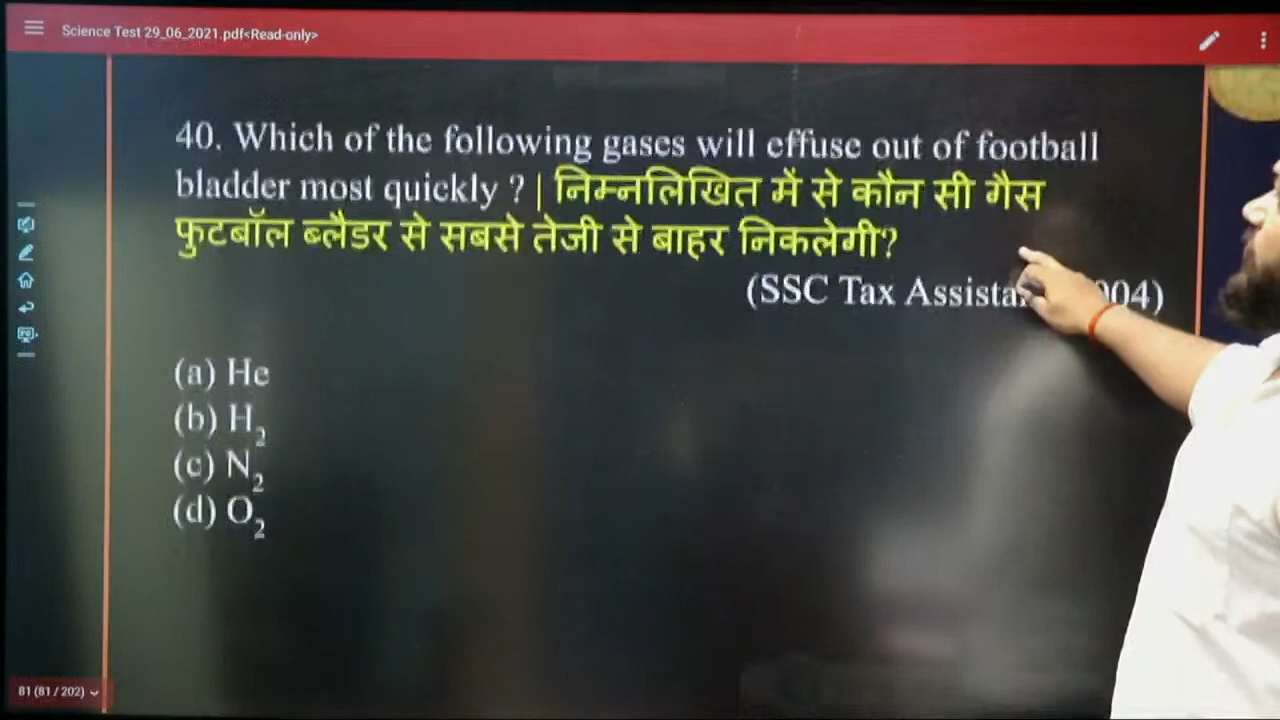 Science Test 29_06_2021.pdf<Read-only>
40. Which of the following gases will effuse out of football
bladder most quickly ? | निम्नलिखित में से कौन सी गैस
फुटबॉल ब्लैडर से सबसे तेजी से बाहर निकलेगी?
(SSC Tax
(a) He
(b) H₂
(c) N₂
(d) O₂
81 (81 / 202)